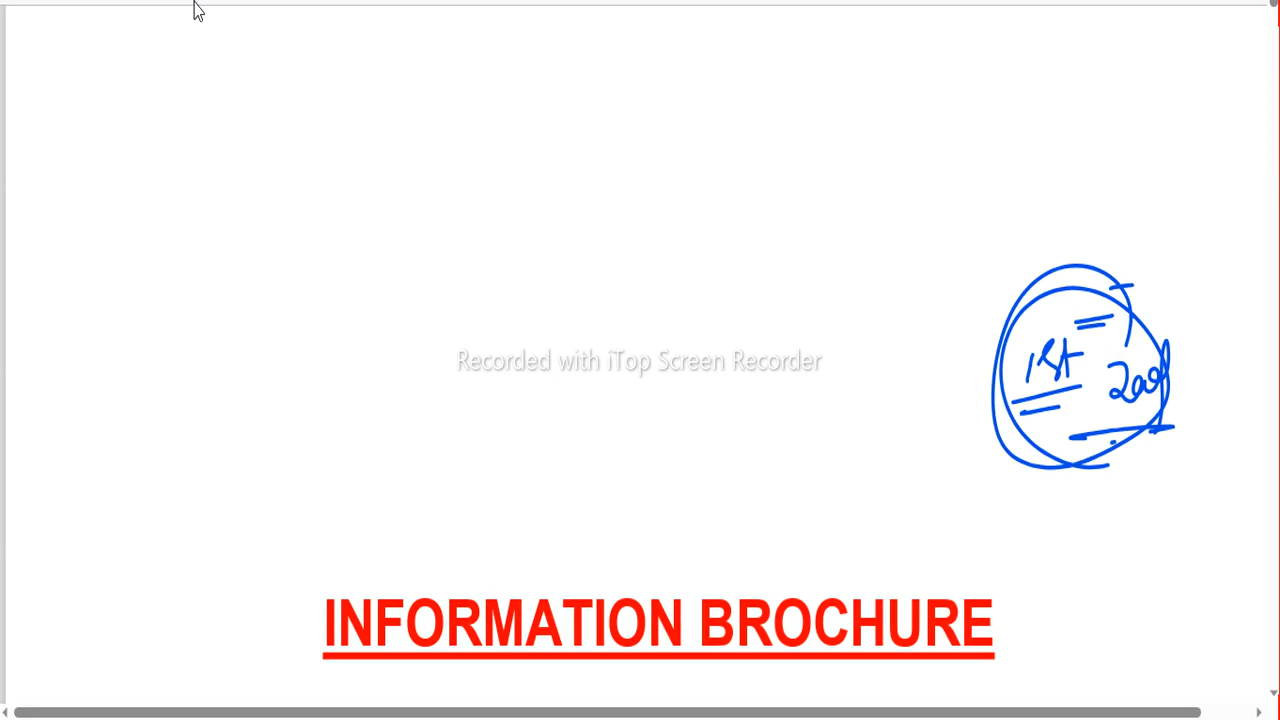 1st
2nd
Recorded with iTop Screen Recorder
INFORMATION BROCHURE